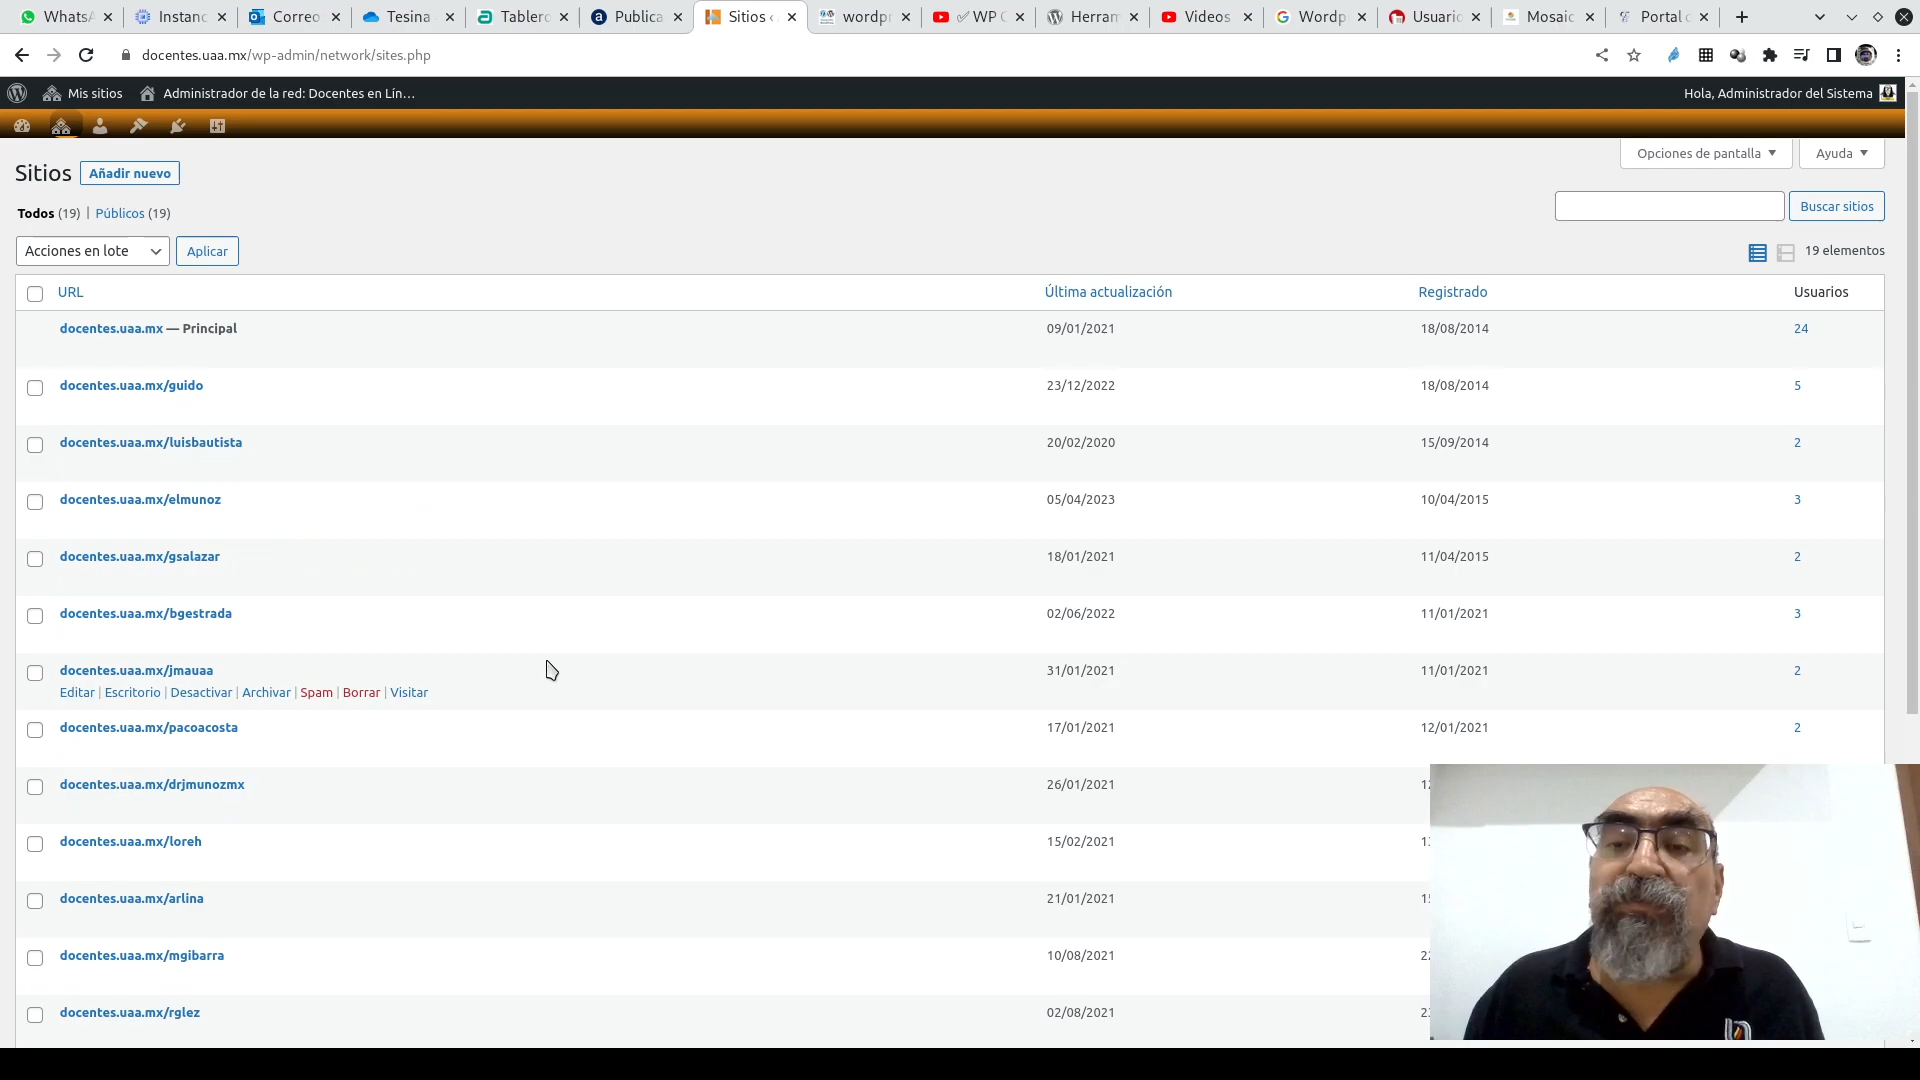 WhatsA
Instanc
Correo
Tesina
Tablero
Publica
Sitios
wordpr
WP C
Herram
Videos
Wordp
Usuario
Mosaic
Portal
docentes.uaa.mx/wp-admin/network/sites.php
Mis sitios
Administrador de la red: Docentes en Lín…
Hola, Administrador del Sistema
Opciones de pantalla
Ayuda
Sitios
Añadir nuevo
Todos (19) | Públicos (19)
Buscar sitios
Acciones en lote
Aplicar
19 elementos
URL Última actualización Registrado Usuarios
docentes.uaa.mx — Principal 09/01/2021 18/08/2014 24
docentes.uaa.mx/guido 23/12/2022 18/08/2014 5
docentes.uaa.mx/luisbautista 20/02/2020 15/09/2014 2
docentes.uaa.mx/elmunoz 05/04/2023 10/04/2015 3
docentes.uaa.mx/gsalazar 18/01/2021 11/04/2015 2
docentes.uaa.mx/bgestrada 02/06/2022 11/01/2021 3
docentes.uaa.mx/jmauaa 31/01/2021 11/01/2021 2
Editar | Escritorio | Desactivar | Archivar | Spam | Borrar | Visitar
docentes.uaa.mx/pacoacosta 17/01/2021 12/01/2021 2
docentes.uaa.mx/drjmunozmx 26/01/2021
docentes.uaa.mx/loreh 15/02/2021
docentes.uaa.mx/arlina 21/01/2021
docentes.uaa.mx/mgibarra 10/08/2021
docentes.uaa.mx/rglez 02/08/2021